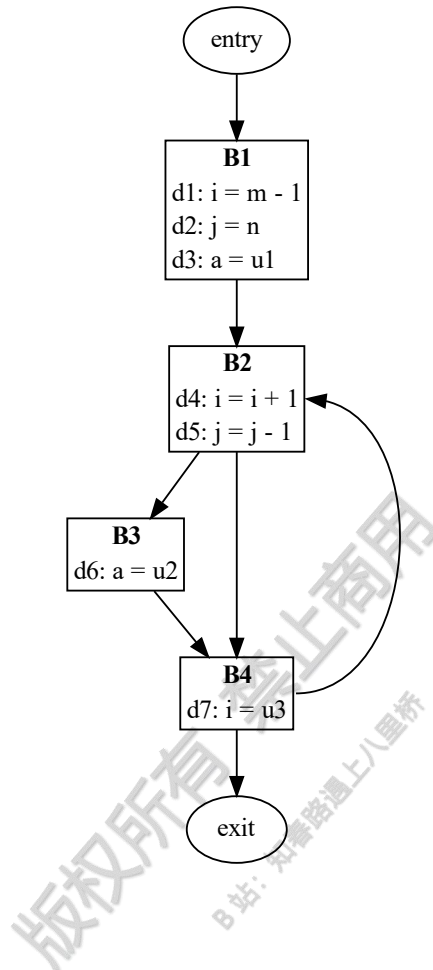 entry
B1
d1: i = m - 1
d2: j = n
d3: a = u1
B2
d4: i = i + 1
d5: j = j - 1
B3
d6: a = u2
B4
d7: i = u3
exit
版权所有 禁止商用
B 站：知春路遇上八里桥